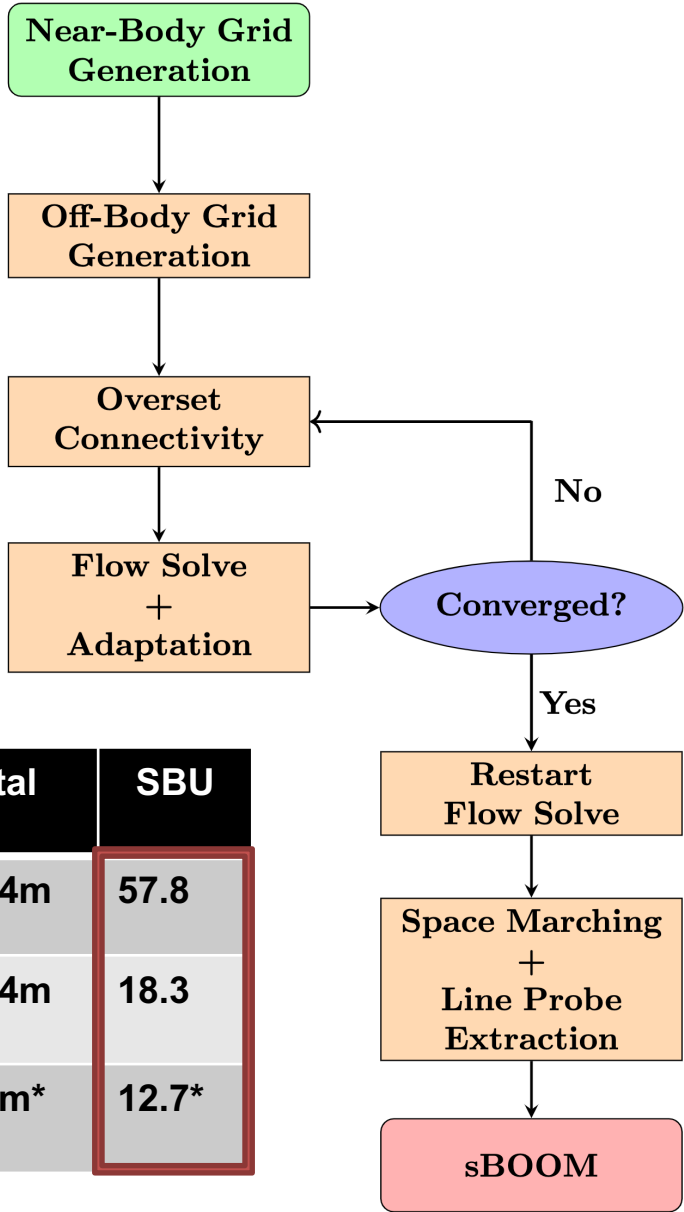 Near-Body Grid
Generation
Off-Body Grid
Generation
Overset
Connectivity
No
Flow Solve
+
Adaptation
Converged?
Yes
Restart
Flow Solve
Space Marching
+
Line Probe
Extraction
sBOOM
tal SBU
4m 57.8
4m 18.3
m* 12.7*